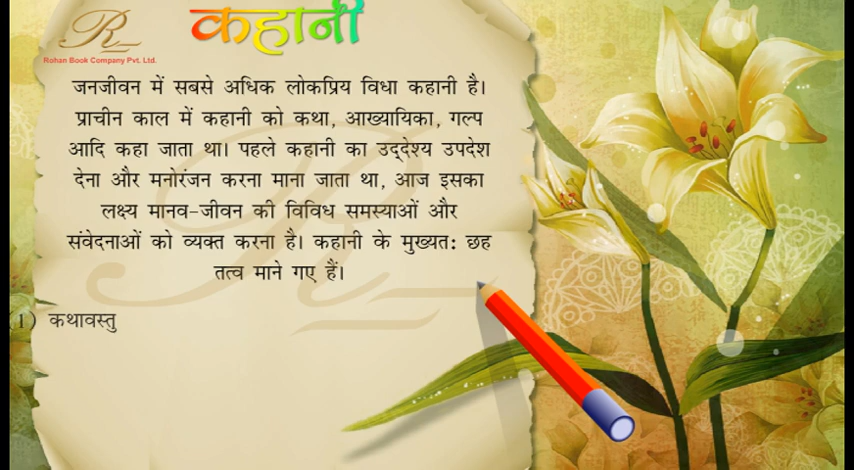 R
Rohan Book Company Pvt. Ltd.
कहानी
जनजीवन में सबसे अधिक लोकप्रिय विधा कहानी है।
प्राचीन काल में कहानी को कथा, आख्यायिका, गल्प
आदि कहा जाता था। पहले कहानी का उद्देश्य उपदेश
देना और मनोरंजन करना माना जाता था, आज इसका
लक्ष्य मानव-जीवन की विविध समस्याओं और
संवेदनाओं को व्यक्त करना है। कहानी के मुख्यतः छह
तत्व माने गए हैं।
1) कथावस्तु